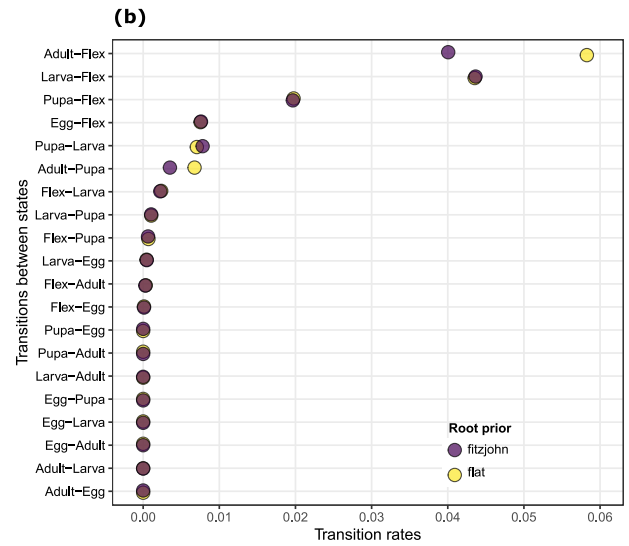 (b)
Transitions between states
Adult−Flex
Larva−Flex
Pupa−Flex
Egg−Flex
Pupa−Larva
Adult−Pupa
Flex−Larva
Larva−Pupa
Flex−Pupa
Larva−Egg
Flex−Adult
Flex−Egg
Pupa−Egg
Pupa−Adult
Larva−Adult
Egg−Pupa
Egg−Larva
Egg−Adult
Adult−Larva
Adult−Egg
Root prior
fitzjohn
flat
0.00 0.01 0.02 0.03 0.04 0.05 0.06
Transition rates